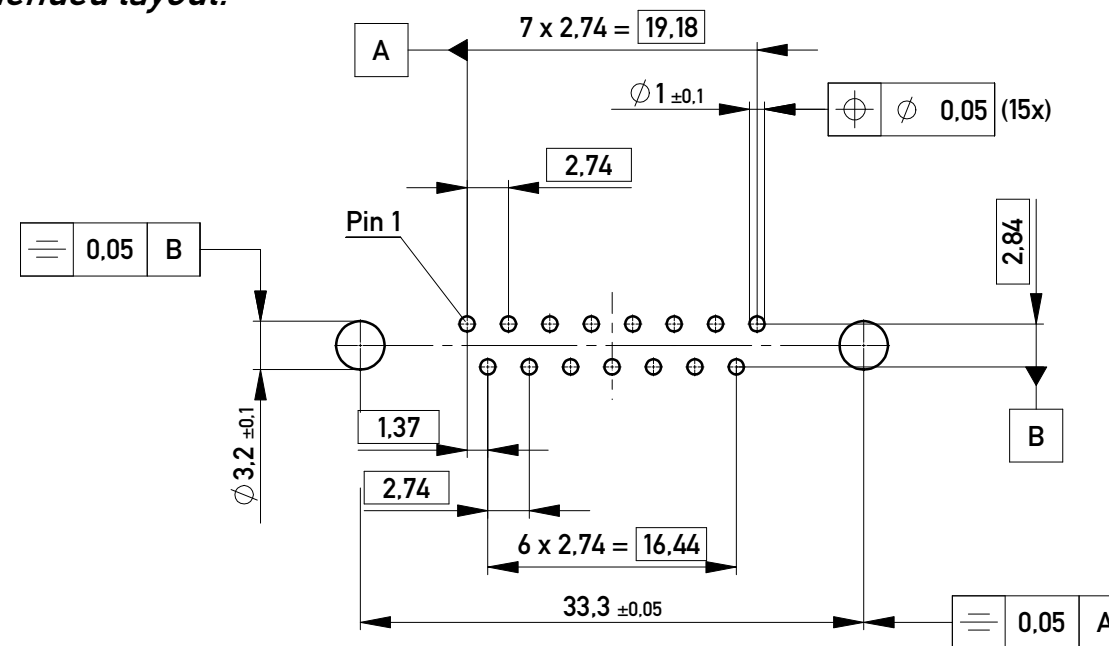 layout:
7 x 2,74 = 19,18
A
⌀1 ±0,1
⌖ ⌀ 0,05 (15x)
2,74
Pin 1
2,84
⌯ 0,05 B
1,37
B
⌀3,2 ±0,1
2,74
6 x 2,74 = 16,44
33,3 ±0,05
⌯ 0,05 A